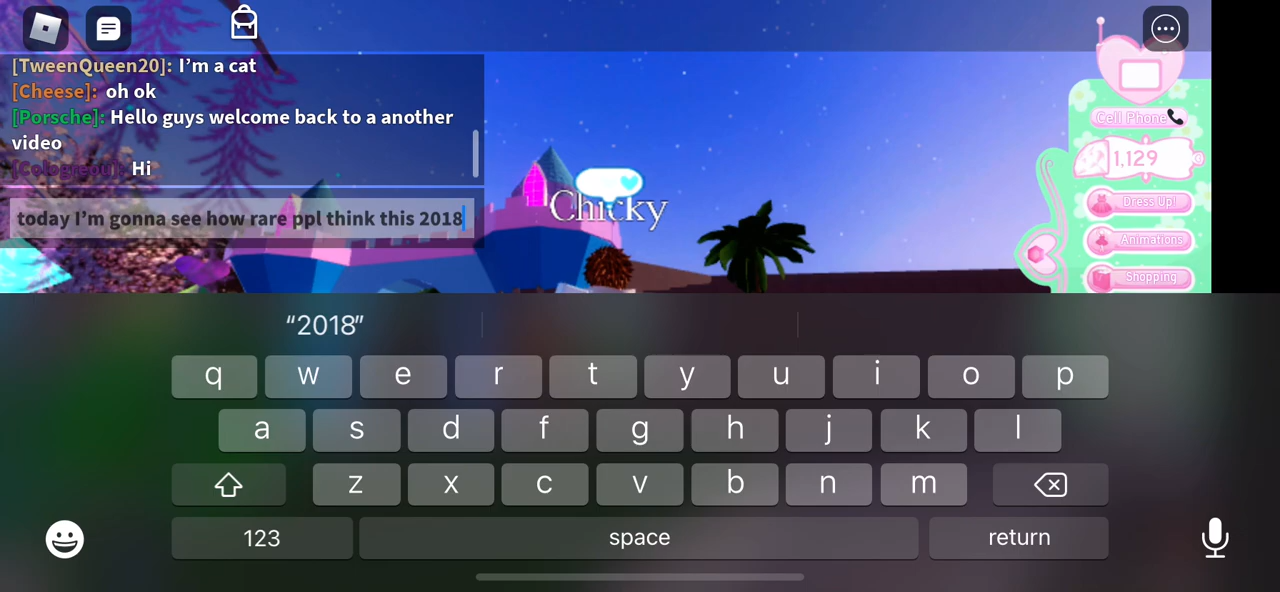 [TweenQueen20]: I'm a cat
[Cheese]: oh ok
[Porsche]: Hello guys welcome back to a another
video
Hi
today I'm gonna see how rare ppl think this 2018
Chicky
Cell Phone
1,129
Dress Up!
Animations
Shopping
“2018”
q w e r t y u i o p
a s d f g h j k l
z x c v b n m
123 space return